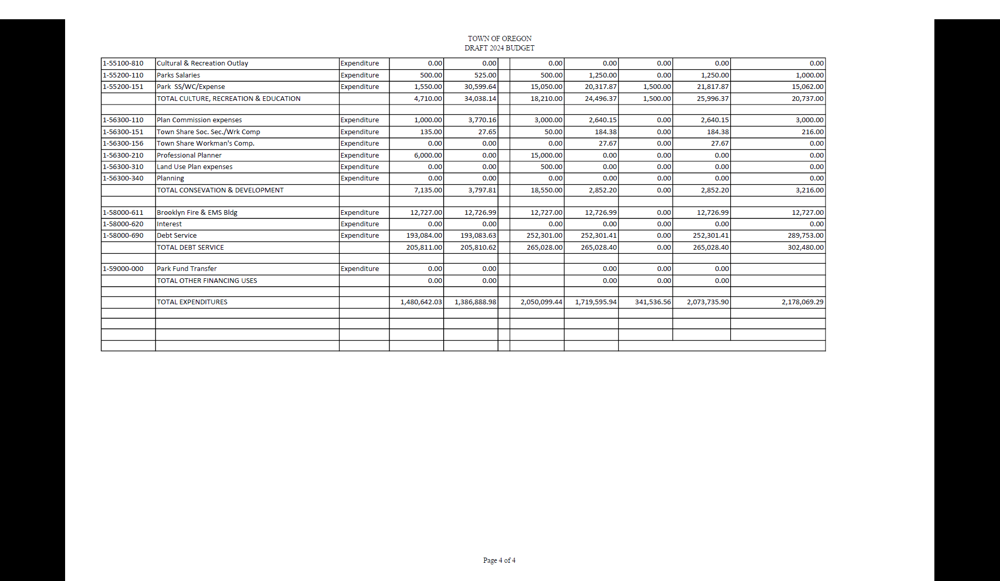 TOWN OF OREGON
DRAFT 2024 BUDGET
1-55100-810 Cultural & Recreation Outlay Expenditure 0.00 0.00 0.00 0.00 0.00 0.00 0.00
1-55200-110 Parks Salaries Expenditure 500.00 525.00 500.00 1,250.00 0.00 1,250.00 1,000.00
1-55200-151 Park SS/WC/Expense Expenditure 1,550.00 30,599.64 15,050.00 20,317.87 1,500.00 21,817.87 15,062.00
TOTAL CULTURE, RECREATION & EDUCATION 4,710.00 34,038.14 18,210.00 24,496.37 1,500.00 25,996.37 20,737.00
1-56300-110 Plan Commission expenses Expenditure 1,000.00 3,770.16 3,000.00 2,640.15 0.00 2,640.15 3,000.00
1-56300-151 Town Share Soc. Sec./Wrk Comp Expenditure 135.00 27.65 50.00 184.38 0.00 184.38 216.00
1-56300-156 Town Share Workman's Comp. Expenditure 0.00 0.00 0.00 27.67 0.00 27.67 0.00
1-56300-210 Professional Planner Expenditure 6,000.00 0.00 15,000.00 0.00 0.00 0.00 0.00
1-56300-310 Land Use Plan expenses Expenditure 0.00 0.00 500.00 0.00 0.00 0.00 0.00
1-56300-340 Planning Expenditure 0.00 0.00 0.00 0.00 0.00 0.00 0.00
TOTAL CONSEVATION & DEVELOPMENT 7,135.00 3,797.81 18,550.00 2,852.20 0.00 2,852.20 3,216.00
1-58000-611 Brooklyn Fire & EMS Bldg Expenditure 12,727.00 12,726.99 12,727.00 12,726.99 0.00 12,726.99 12,727.00
1-58000-620 Interest Expenditure 0.00 0.00 0.00 0.00 0.00 0.00 0.00
1-58000-690 Debt Service Expenditure 193,084.00 193,083.63 252,301.00 252,301.41 0.00 252,301.41 289,753.00
TOTAL DEBT SERVICE 205,811.00 205,810.62 265,028.00 265,028.40 0.00 265,028.40 302,480.00
1-59000-000 Park Fund Transfer Expenditure 0.00 0.00 0.00 0.00 0.00
TOTAL OTHER FINANCING USES 0.00 0.00 0.00 0.00 0.00
TOTAL EXPENDITURES 1,480,642.03 1,386,888.98 2,050,099.44 1,719,595.94 341,536.56 2,073,735.90 2,178,069.29
Page 4 of 4